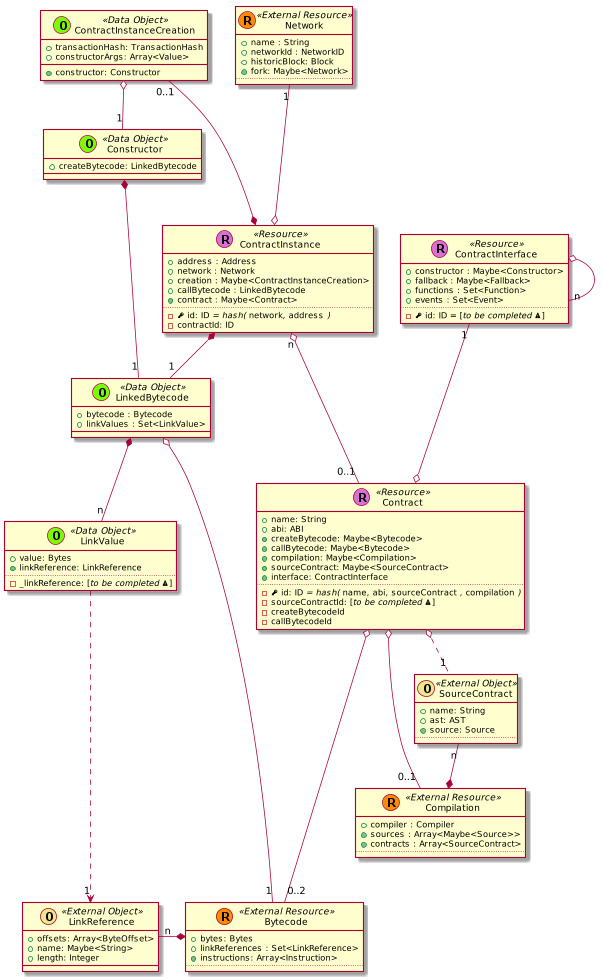 O «Data Object»
ContractInstanceCreation
transactionHash: TransactionHash
constructorArgs: Array<Value>
constructor: Constructor
R «External Resource»
Network
name : String
networkId : NetworkID
historicBlock: Block
fork: Maybe<Network>
0..1
1
1
O «Data Object»
Constructor
createBytecode: LinkedBytecode
R «Resource»
ContractInstance
address : Address
network : Network
creation : Maybe<ContractInstanceCreation>
callBytecode : LinkedBytecode
contract : Maybe<Contract>
id: ID = hash( network, address )
contractId: ID
R «Resource»
ContractInterface
constructor : Maybe<Constructor>
fallback : Maybe<Fallback>
functions : Set<Function>
events : Set<Event>
id: ID = [to be completed ]
n
1
n
1
1
O «Data Object»
LinkedBytecode
bytecode : Bytecode
linkValues : Set<LinkValue>
0..1
n
R «Resource»
Contract
name: String
abi: ABI
createBytecode: Maybe<Bytecode>
callBytecode: Maybe<Bytecode>
compilation: Maybe<Compilation>
sourceContract: Maybe<SourceContract>
interface: ContractInterface
id: ID = hash( name, abi, sourceContract , compilation )
sourceContractId: [to be completed ]
createBytecodeId
callBytecodeId
O «Data Object»
LinkValue
value: Bytes
linkReference: LinkReference
_linkReference: [to be completed ]
1
O «External Object»
SourceContract
name: String
ast: AST
source: Source
n
0..1
R «External Resource»
Compilation
compiler : Compiler
sources : Array<Maybe<Source>>
contracts : Array<SourceContract>
1
1
0..2
O «External Object»
LinkReference
offsets: Array<ByteOffset>
name: Maybe<String>
length: Integer
n
R «External Resource»
Bytecode
bytes: Bytes
linkReferences : Set<LinkReference>
instructions: Array<Instruction>